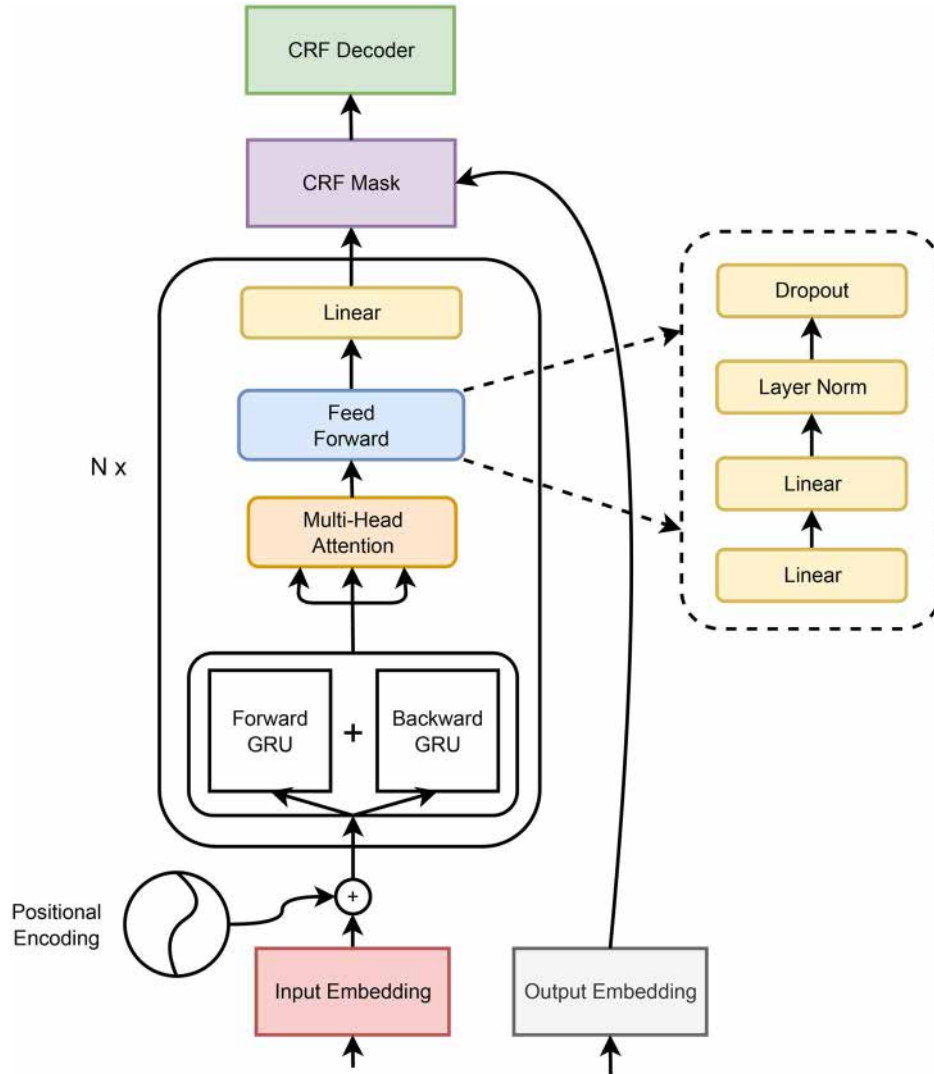 CRF Decoder
CRF Mask
Linear
Feed
Forward
Multi-Head
Attention
N x
Forward
GRU
+
Backward
GRU
+
Positional
Encoding
Input Embedding
Output Embedding
Dropout
Layer Norm
Linear
Linear